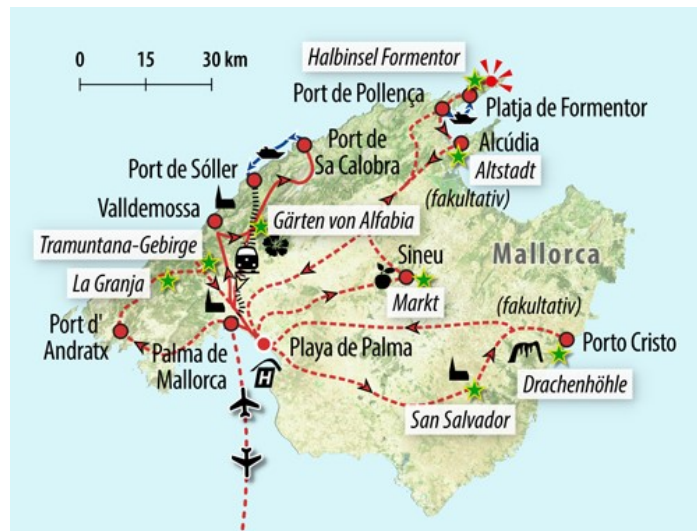 0 15 30 km
Halbinsel Formentor
Port de Pollença
Platja de Formentor
Alcúdia
Altstadt
(fakultativ)
Port de
Sa Calobra
Port de Sóller
Valldemossa
Gärten von Alfabia
Tramuntana-Gebirge
La Granja
Mallorca
Sineu
Markt
(fakultativ)
Port d'
Andratx
Palma de
Mallorca
Playa de Palma
H
Porto Cristo
Drachenhöhle
San Salvador